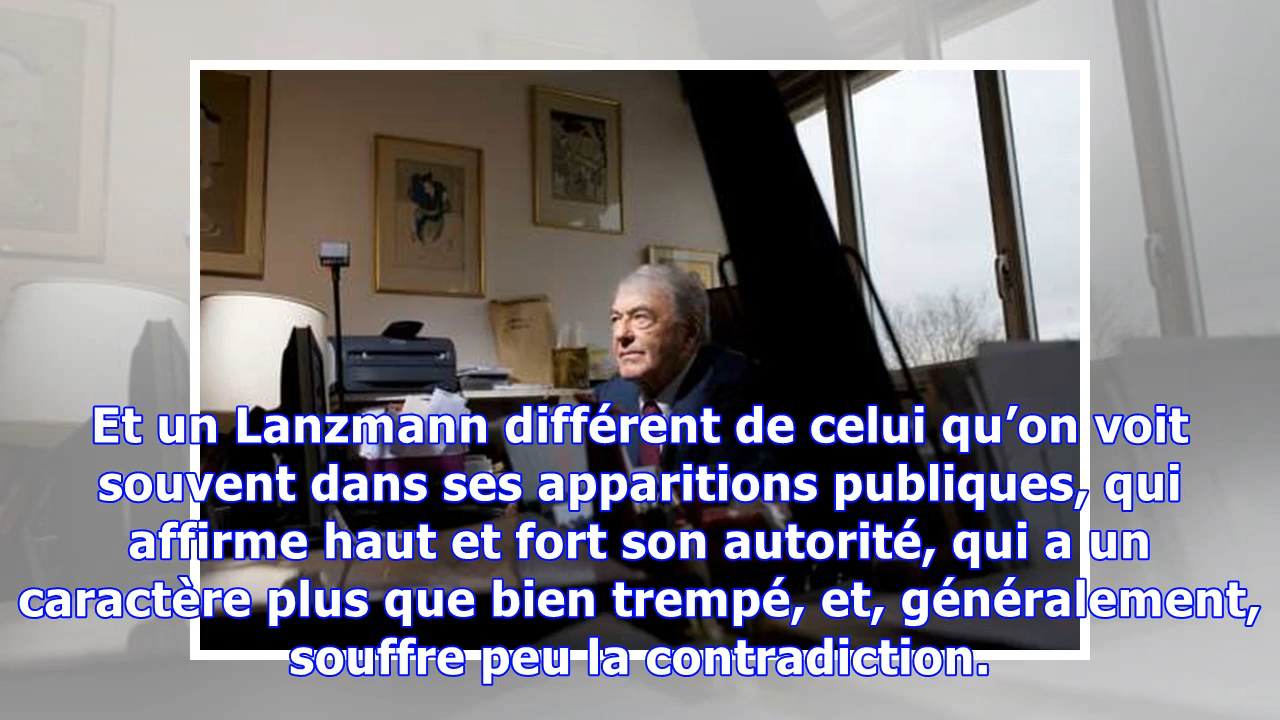 Et un Lanzmann différent de celui qu’on voit
souvent dans ses apparitions publiques, qui
affirme haut et fort son autorité, qui a un
caractère plus que bien trempé, et, généralement,
souffre peu la contradiction.